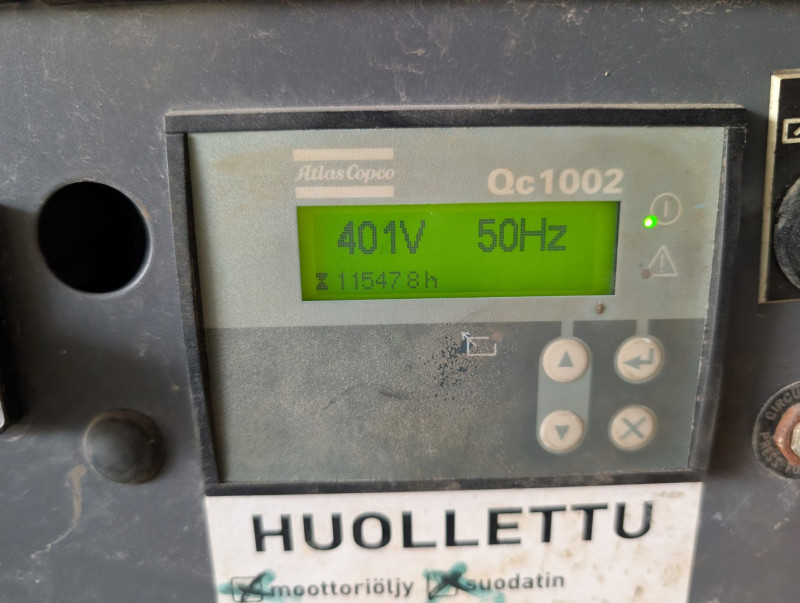 Atlas Copco
Qc1002
401V 50Hz
11547.8 h
HUOLLETTU
moottoriöljy suodatin